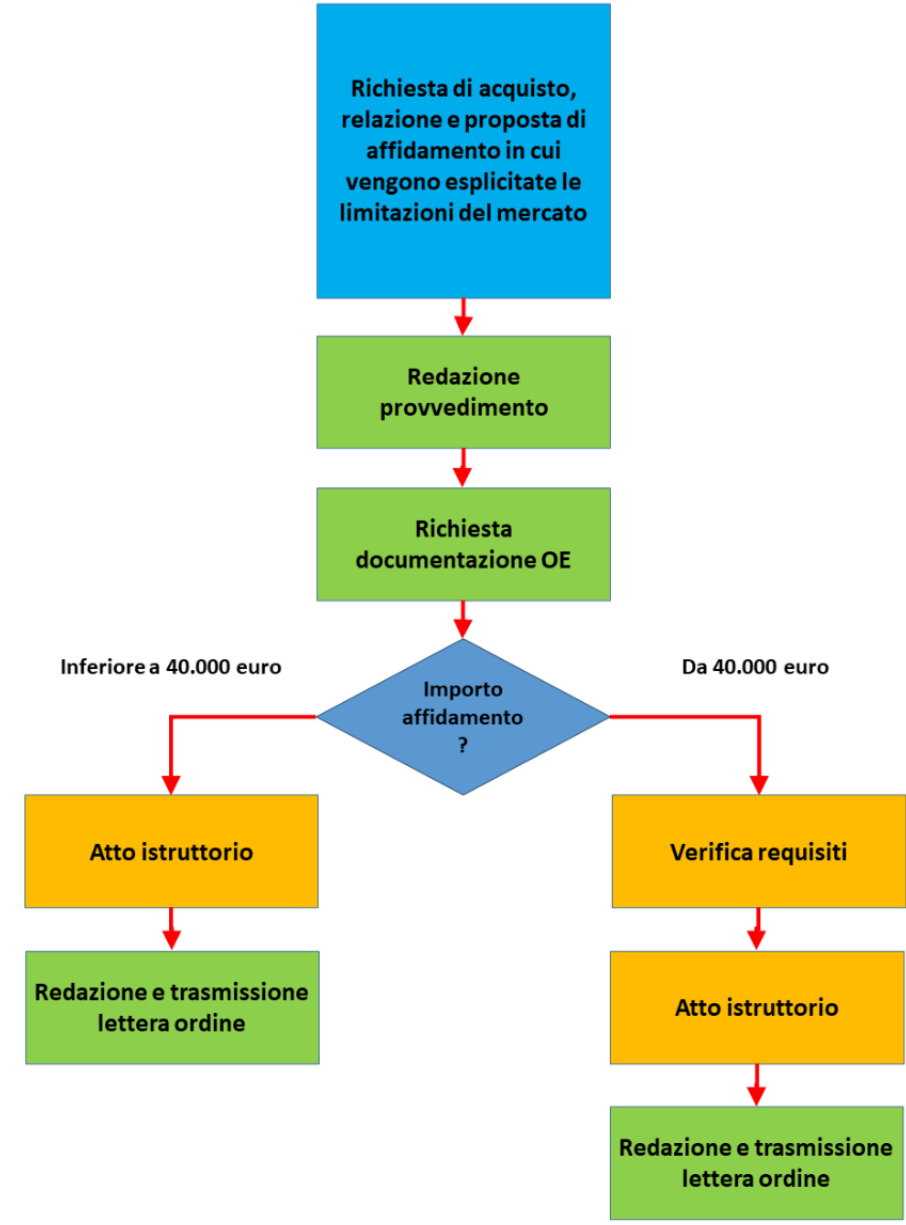 Richiesta di acquisto,
relazione e proposta di
affidamento in cui
vengono esplicitate le
limitazioni del mercato
Redazione
provvedimento
Richiesta
documentazione OE
Inferiore a 40.000 euro
Da 40.000 euro
Importo
affidamento
?
Atto istruttorio
Verifica requisiti
Redazione e trasmissione
lettera ordine
Atto istruttorio
Redazione e trasmissione
lettera ordine